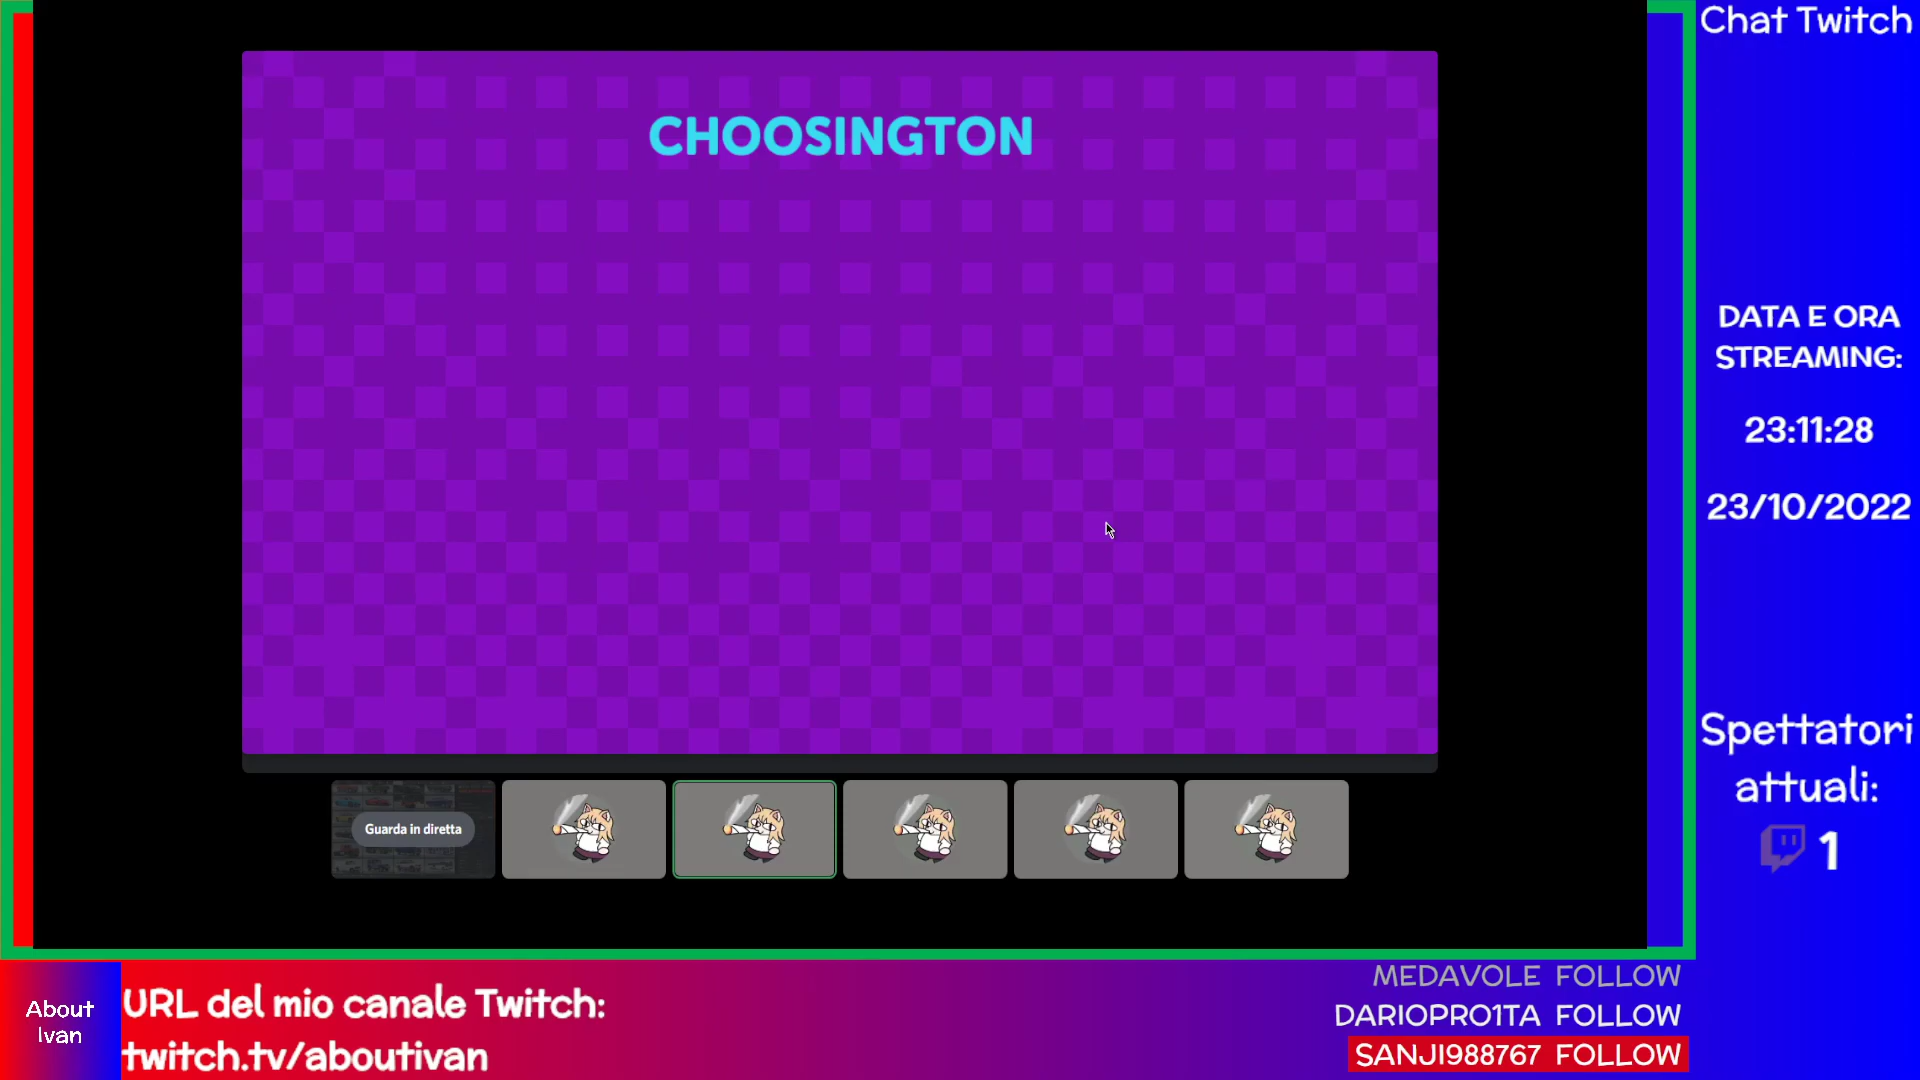 Chat Twitch
CHOOSINGTON
DATA E ORA
STREAMING:
23:11:28
23/10/2022
Spettatori
attuali:
1
Guarda in diretta
About
Ivan
URL del mio canale Twitch:
twitch.tv/aboutivan
MEDAVOLE FOLLOW
DARIOPRO1TA FOLLOW
SANJI988767 FOLLOW